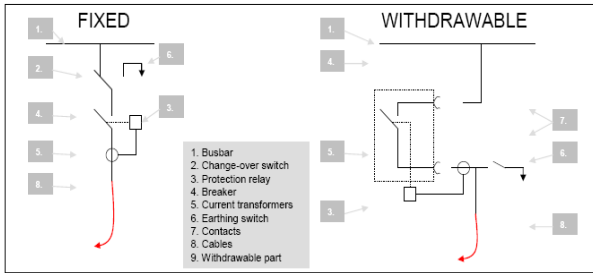 FIXED
1.
6.
2.
3.
4.
5.
8.
1. Busbar
2. Change-over switch
3. Protection relay
4. Breaker
5. Current transformers
6. Earthing switch
7. Contacts
8. Cables
9. Withdrawable part
WITHDRAWABLE
1.
4.
7.
5.
6.
3.
8.